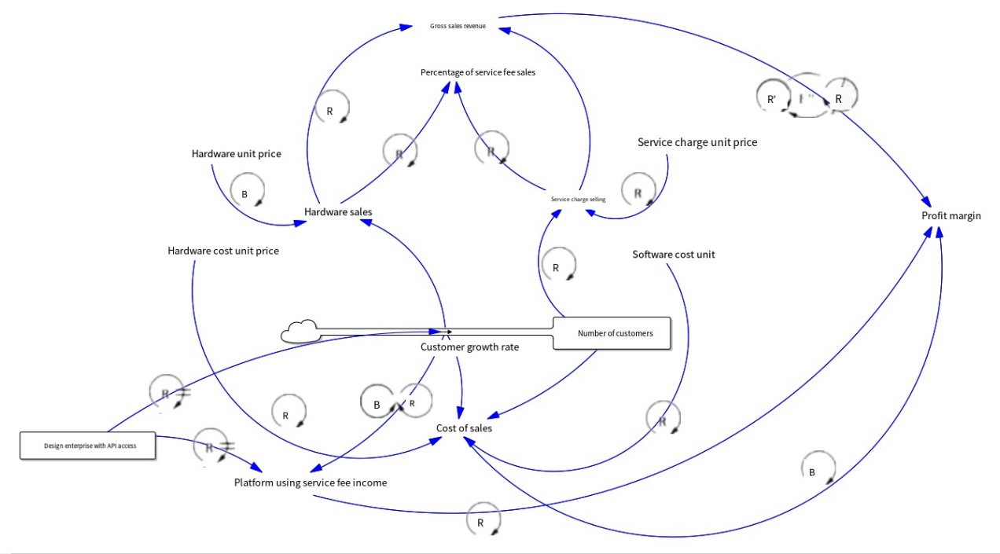 Gross sales revenue
Percentage of service fee sales
R'
R
R
Service charge unit price
Hardware unit price
R
R
B
R
Service charge selling
Hardware sales
Profit margin
Hardware cost unit price
Software cost unit
R
Number of customers
Customer growth rate
R
B
R
R
R
Cost of sales
Design enterprise with API access
R
B
Platform using service fee income
R